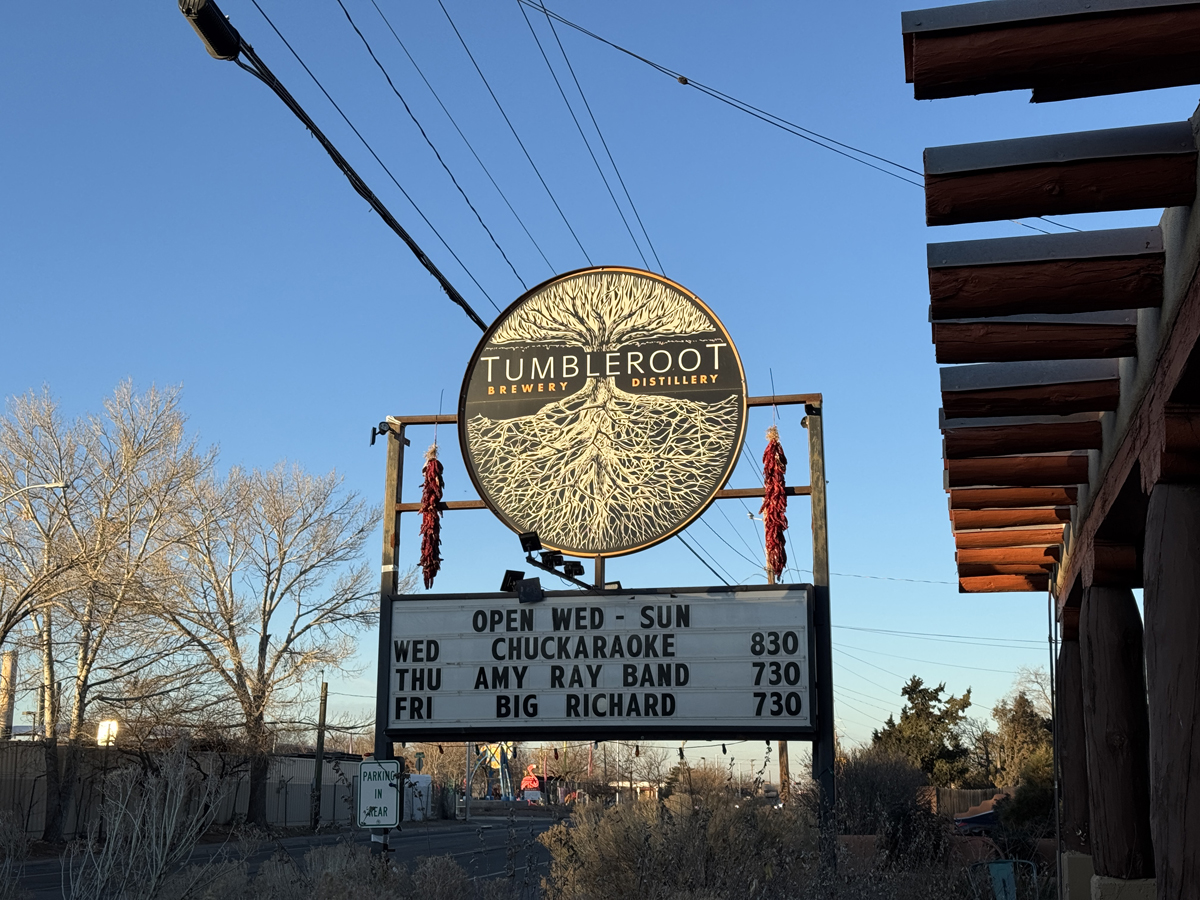 TUMBLEROOT
BREWERY DISTILLERY
OPEN WED - SUN
WED CHUCKARAOKE 830
THU AMY RAY BAND 730
FRI BIG RICHARD 730
PARKING
IN
REAR